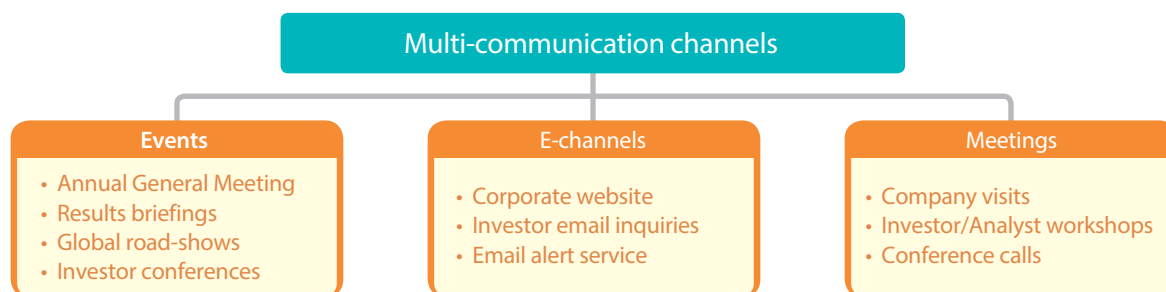 Multi-communication channels
Events
• Annual General Meeting
• Results briefings
• Global road-shows
• Investor conferences
E-channels
• Corporate website
• Investor email inquiries
• Email alert service
Meetings
• Company visits
• Investor/Analyst workshops
• Conference calls